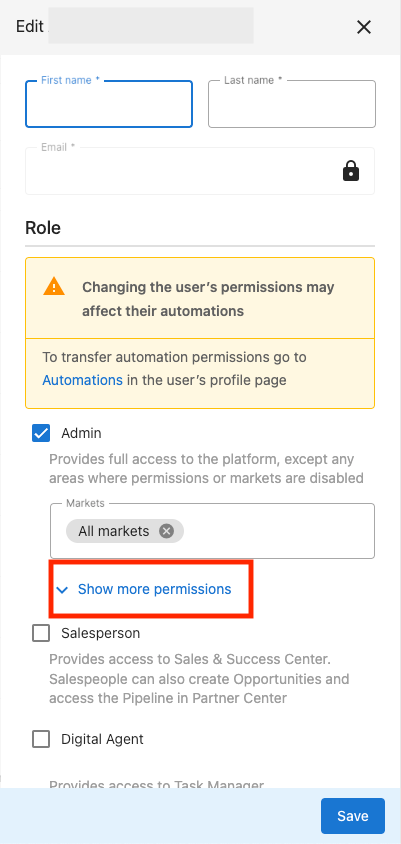 Edit
First name *
Last name *
Email *
Role
Changing the user's permissions may
affect their automations
To transfer automation permissions go to
Automations in the user's profile page
Admin
Provides full access to the platform, except any
areas where permissions or markets are disabled
Markets
All markets
Show more permissions
Salesperson
Provides access to Sales & Success Center.
Salespeople can also create Opportunities and
access the Pipeline in Partner Center
Digital Agent
Provides access to Task Manager
Save